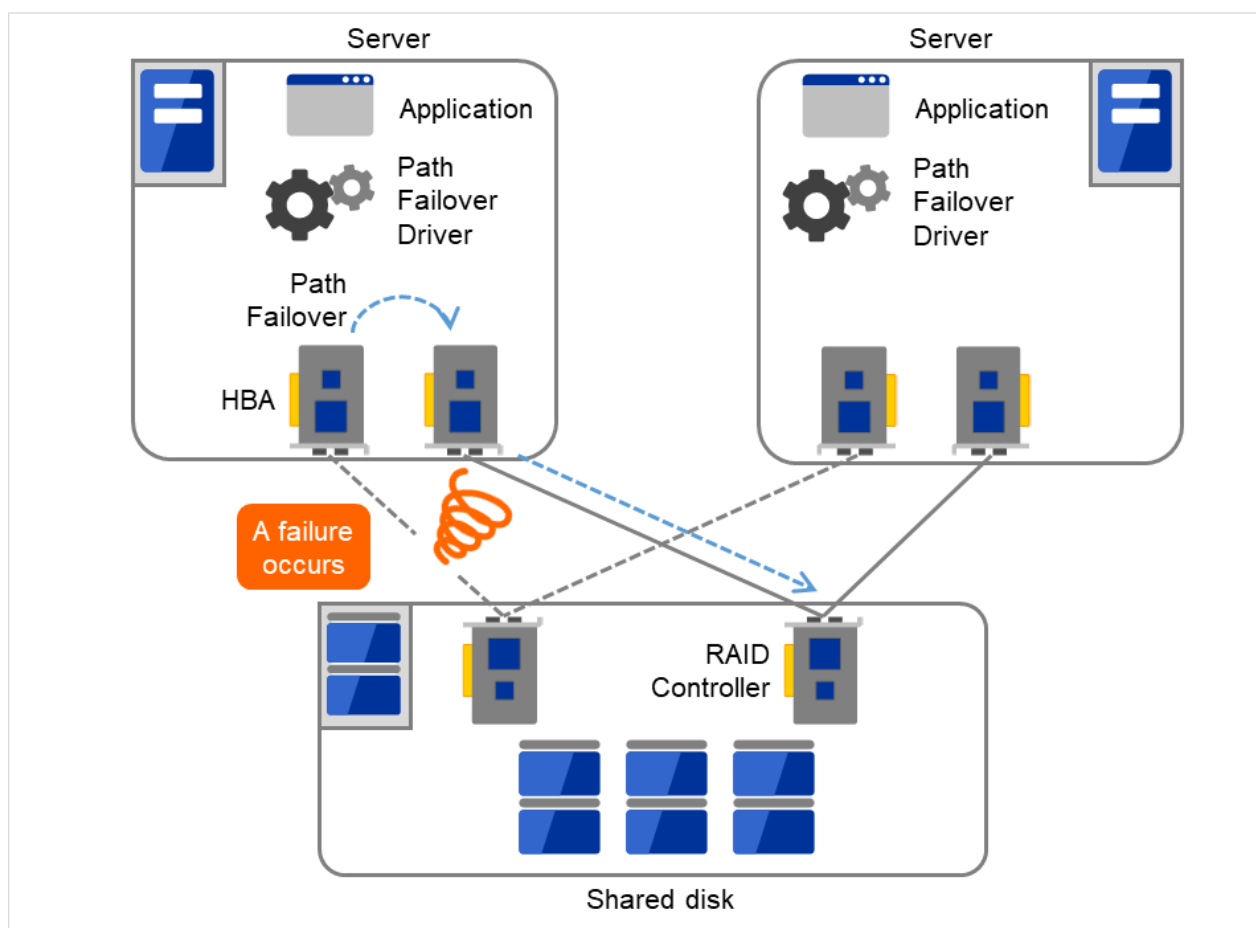 Server
Server
Application
Path
Failover
Driver
Application
Path
Failover
Driver
Path
Failover
HBA
A failure
occurs
RAID
Controller
Shared disk